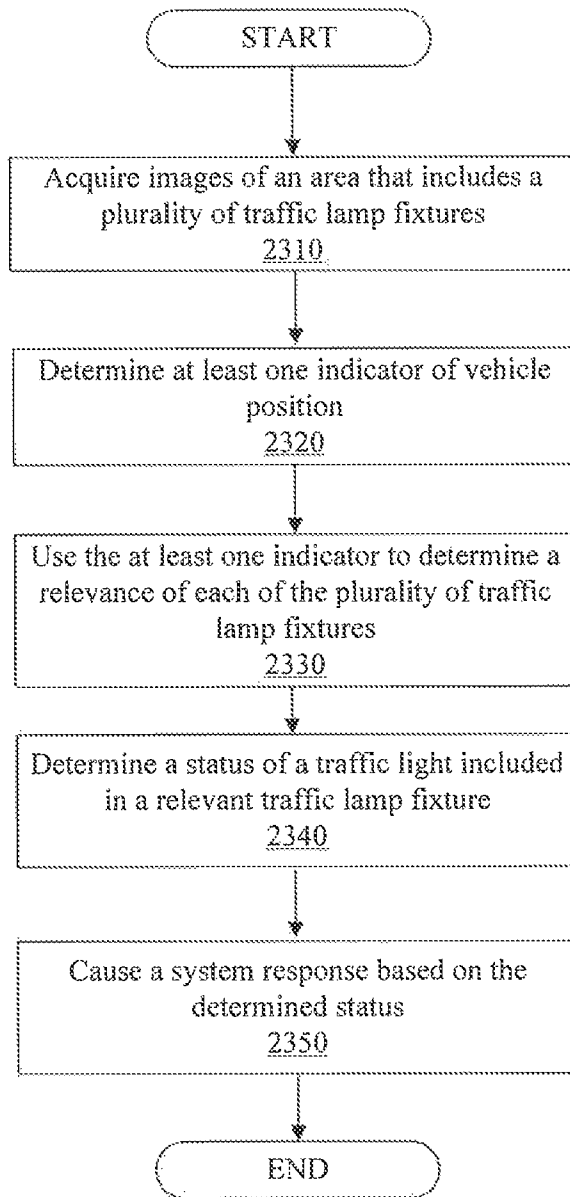 START
Acquire images of an area that includes a
plurality of traffic lamp fixtures
2310
Determine at least one indicator of vehicle
position
2320
Use the at least one indicator to determine a
relevance of each of the plurality of traffic
lamp fixtures
2330
Determine a status of a traffic light included
in a relevant traffic lamp fixture
2340
Cause a system response based on the
determined status
2350
END